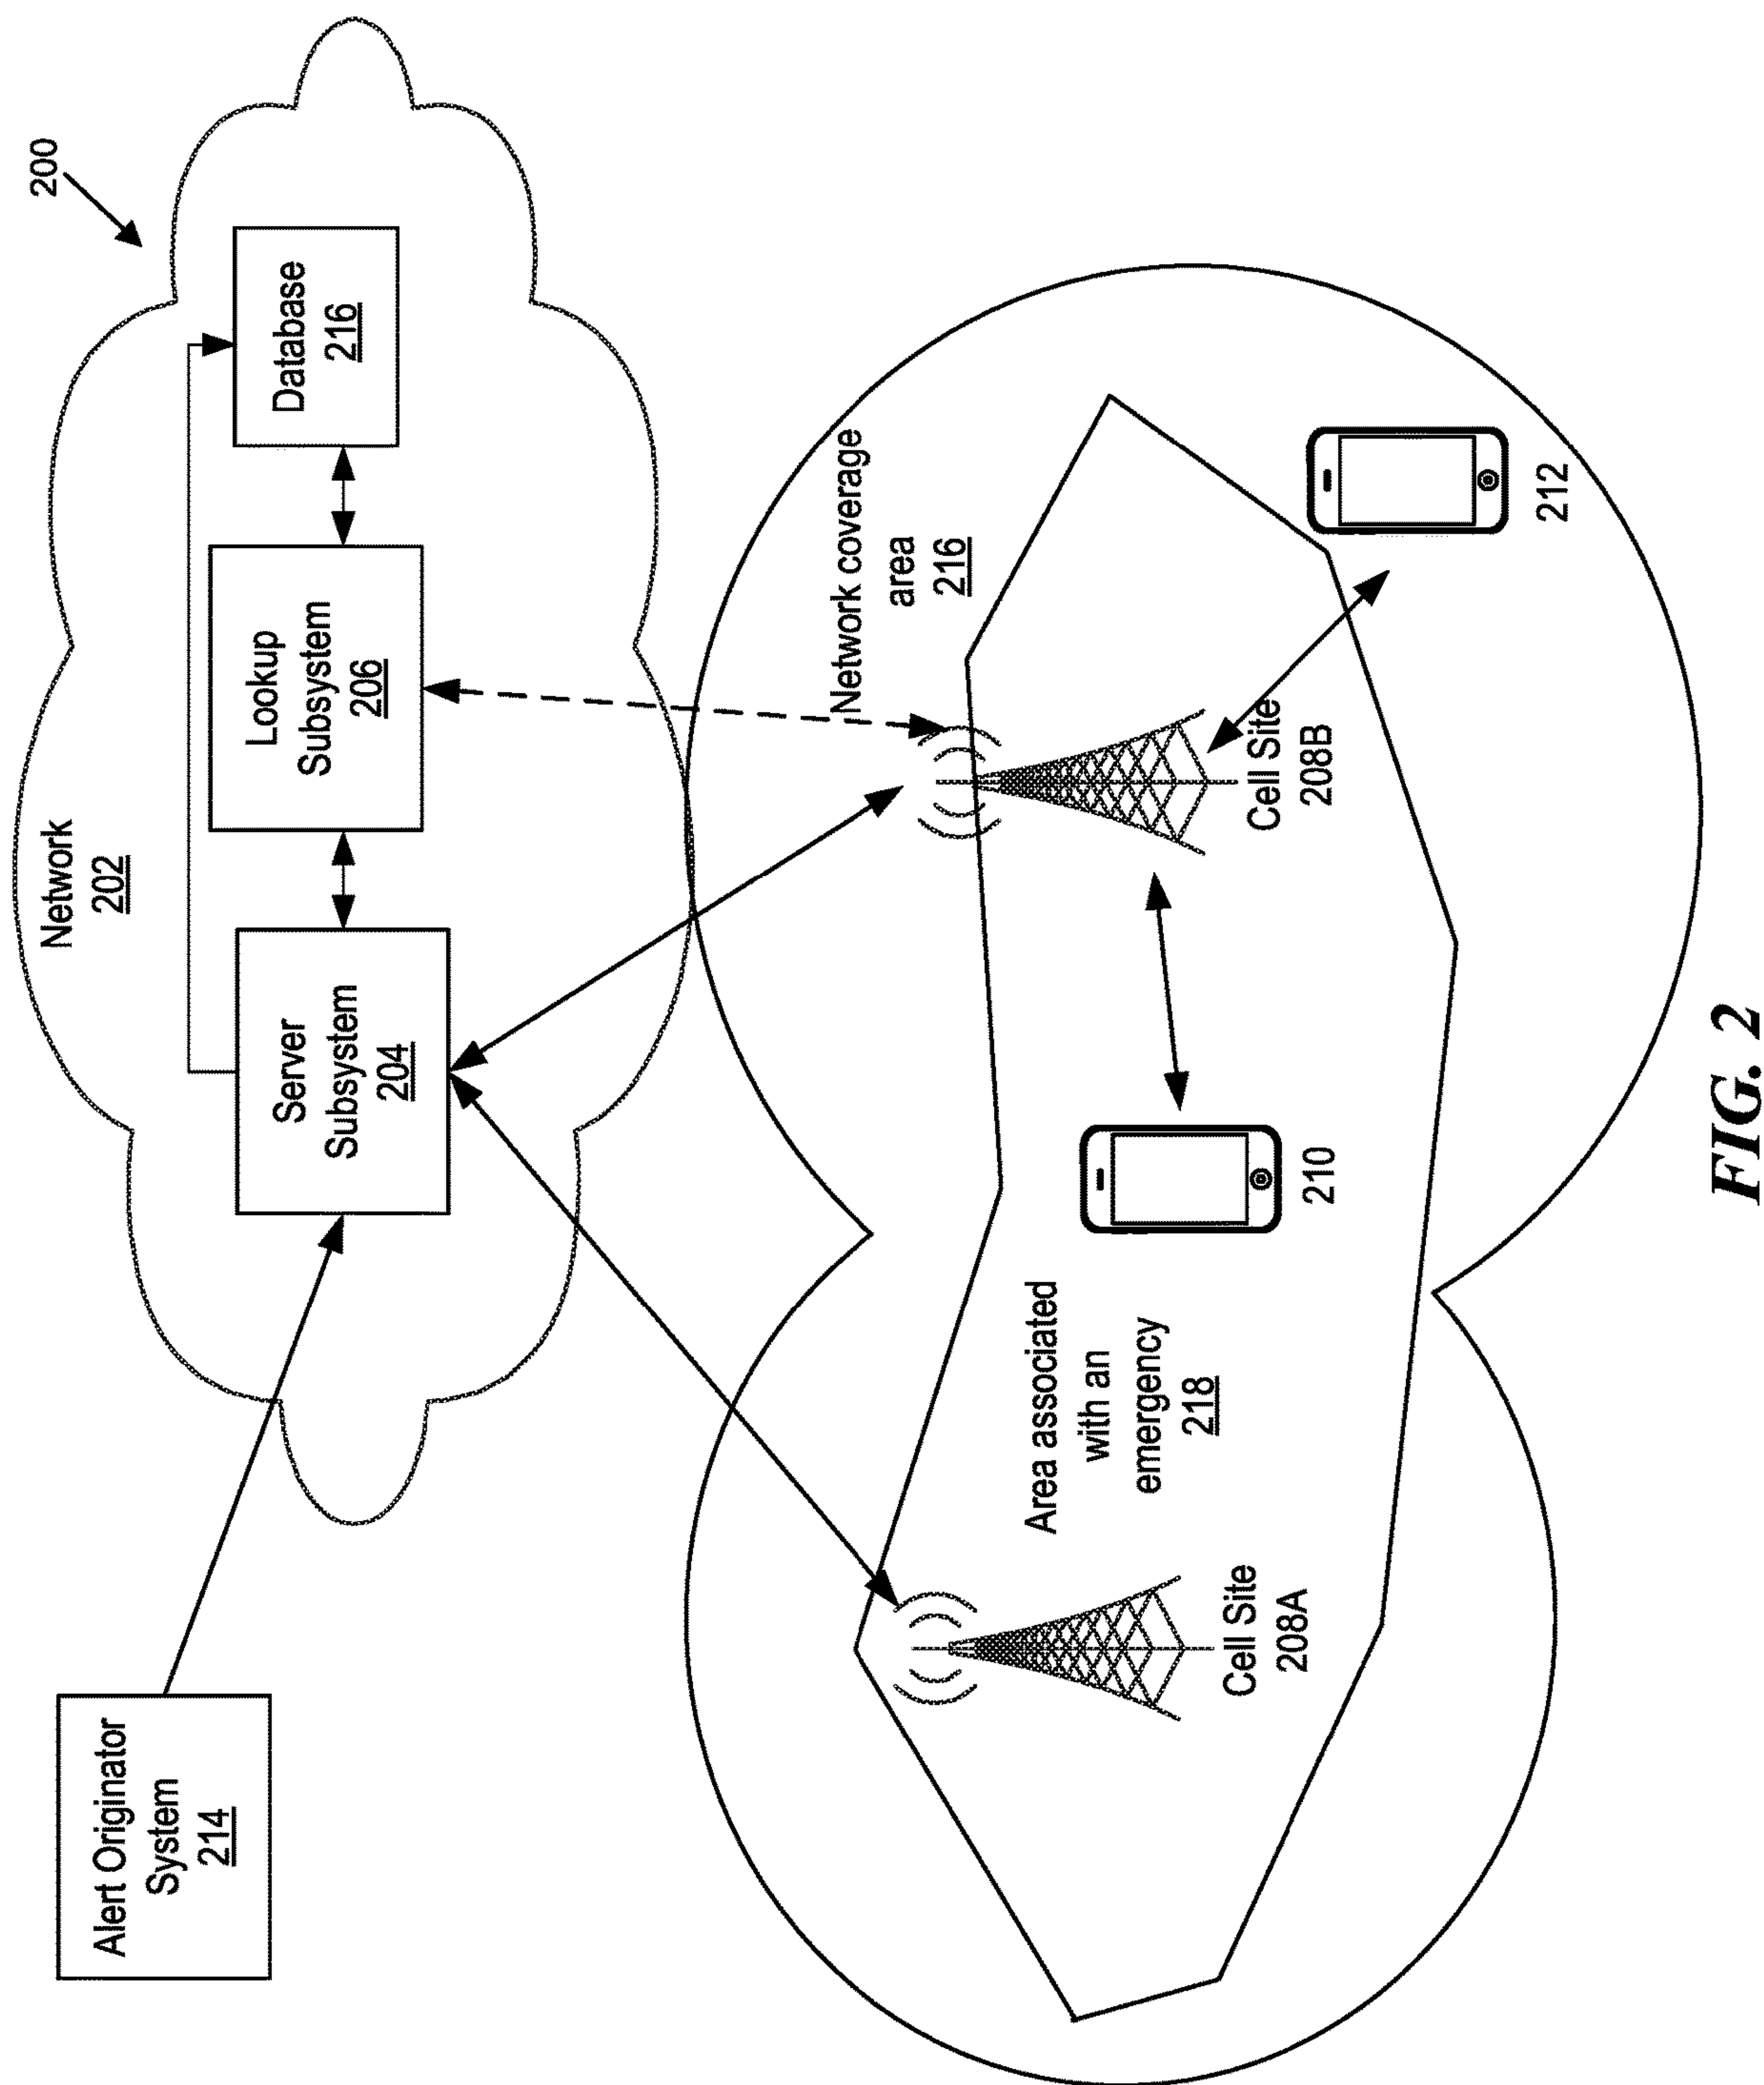 200
Network
202
Alert Originator
System
214
Server
Subsystem
204
Lookup
Subsystem
206
Database
216
Network coverage
area
216
Area associated
with an
emergency
218
Cell Site
208A
210
Cell Site
208B
212
FIG. 2